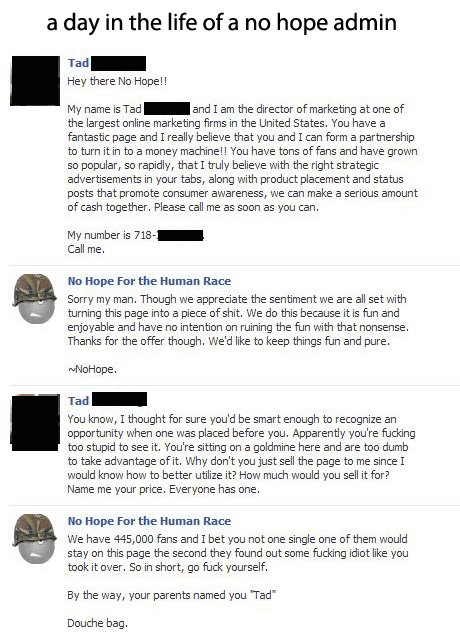 a day in the life of a no hope admin
Tad
Hey there No Hope!!
My name is Tad and I am the director of marketing at one of
the largest online marketing firms in the United States. You have a
fantastic page and I really believe that you and I can form a partnership
to turn it in to a money machine!! You have tons of fans and have grown
so popular, so rapidly, that I truly believe with the right strategic
advertisements in your tabs, along with product placement and status
posts that promote consumer awareness, we can make a serious amount
of cash together. Please call me as soon as you can.
My number is 718-
Call me.
No Hope For the Human Race
Sorry my man. Though we appreciate the sentiment we are all set with
turning this page into a piece of shit. We do this because it is fun and
enjoyable and have no intention on ruining the fun with that nonsense.
Thanks for the offer though. We'd like to keep things fun and pure.
~NoHope.
Tad
You know, I thought for sure you'd be smart enough to recognize an
opportunity when one was placed before you. Apparently you're fucking
too stupid to see it. You're sitting on a goldmine here and are too dumb
to take advantage of it. Why don't you just sell the page to me since I
would know how to better utilize it? How much would you sell it for?
Name me your price. Everyone has one.
No Hope For the Human Race
We have 445,000 fans and I bet you not one single one of them would
stay on this page the second they found out some fucking idiot like you
took it over. So in short, go fuck yourself.
By the way, your parents named you "Tad"
Douche bag.